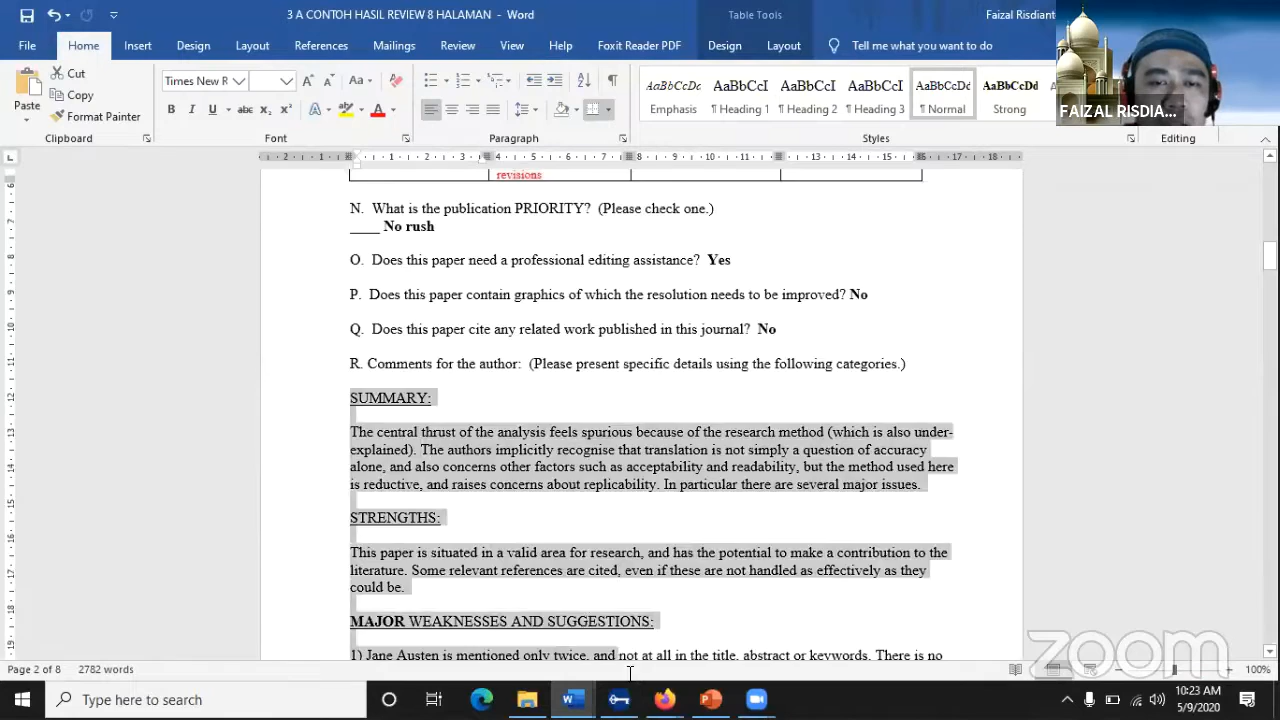 3 A CONTOH HASIL REVIEW 8 HALAMAN - Word
Table Tools
Faizal Risdiant
File Home Insert Design Layout References Mailings Review View Help Foxit Reader PDF Design Layout Tell me what you want to do
FAIZAL RISDIA...
Paste
Cut
Copy
Format Painter
Times New R
AaBbCcDc AaBbCcI AaBbCcI AaBbCcI AaBbCcDd AaBbCcDc
Emphasis ¶ Heading 1 ¶ Heading 2 ¶ Heading 3 ¶ Normal Strong
Clipboard Font Paragraph Styles Editing
revisions
N. What is the publication PRIORITY? (Please check one.)
____ No rush
O. Does this paper need a professional editing assistance? Yes
P. Does this paper contain graphics of which the resolution needs to be improved? No
Q. Does this paper cite any related work published in this journal? No
R. Comments for the author: (Please present specific details using the following categories.)
SUMMARY:
The central thrust of the analysis feels spurious because of the research method (which is also under-
explained). The authors implicitly recognise that translation is not simply a question of accuracy
alone, and also concerns other factors such as acceptability and readability, but the method used here
is reductive, and raises concerns about replicability. In particular there are several major issues.
STRENGTHS:
This paper is situated in a valid area for research, and has the potential to make a contribution to the
literature. Some relevant references are cited, even if these are not handled as effectively as they
could be.
MAJOR WEAKNESSES AND SUGGESTIONS:
1) Jane Austen is mentioned only twice, and not at all in the title, abstract or keywords. There is no
zoom
Page 2 of 8 2782 words
100%
Type here to search
10:23 AM
5/9/2020